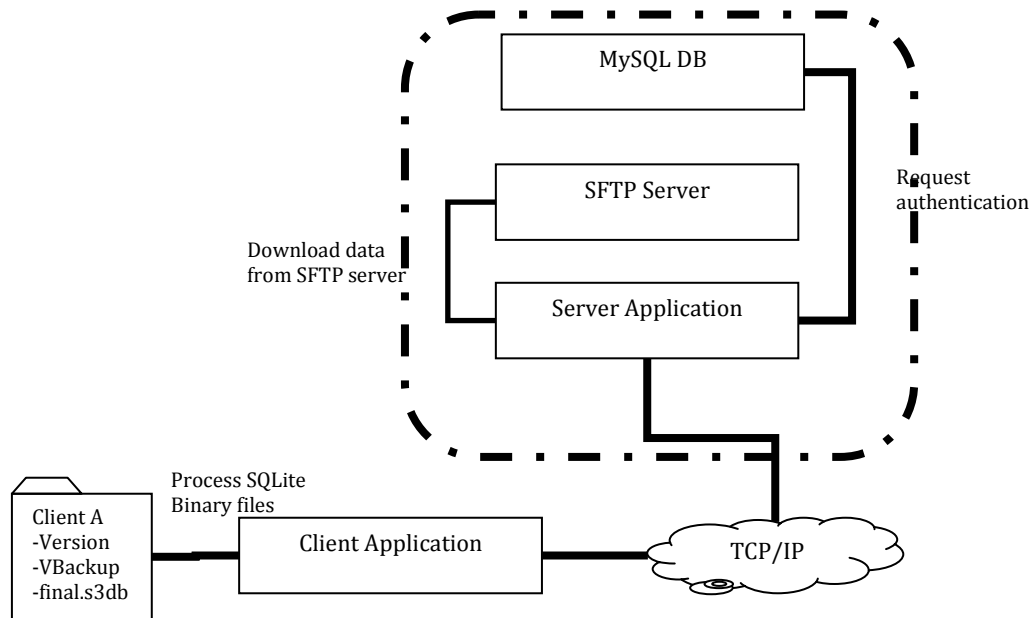 MySQL DB
SFTP Server
Request
authentication
Download data
from SFTP server
Server Application
Process SQLite
Binary files
Client A
-Version
-VBackup
-final.s3db
Client Application
TCP/IP